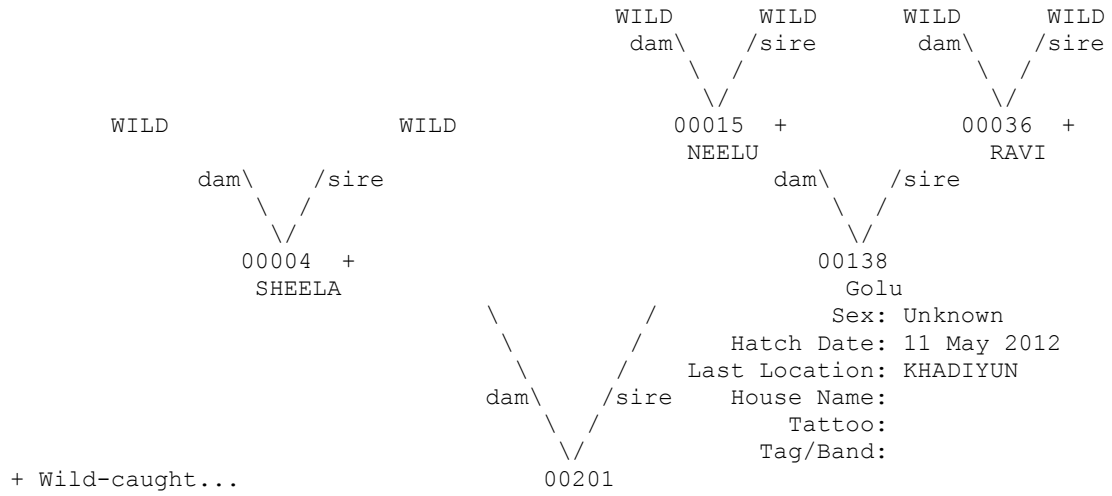 WILD WILD WILD WILD
dam\ /sire dam\ /sire
\ / \ /
\/ \/
WILD WILD 00015 + 00036 +
NEELU RAVI
dam\ /sire dam\ /sire
\ / \ /
\/ \/
00004 + 00138
SHEELA Golu
\ / Sex: Unknown
\ / Hatch Date: 11 May 2012
\ / Last Location: KHADIYUN
dam\ /sire House Name:
\ / Tattoo:
\/ Tag/Band:
+ Wild-caught... 00201